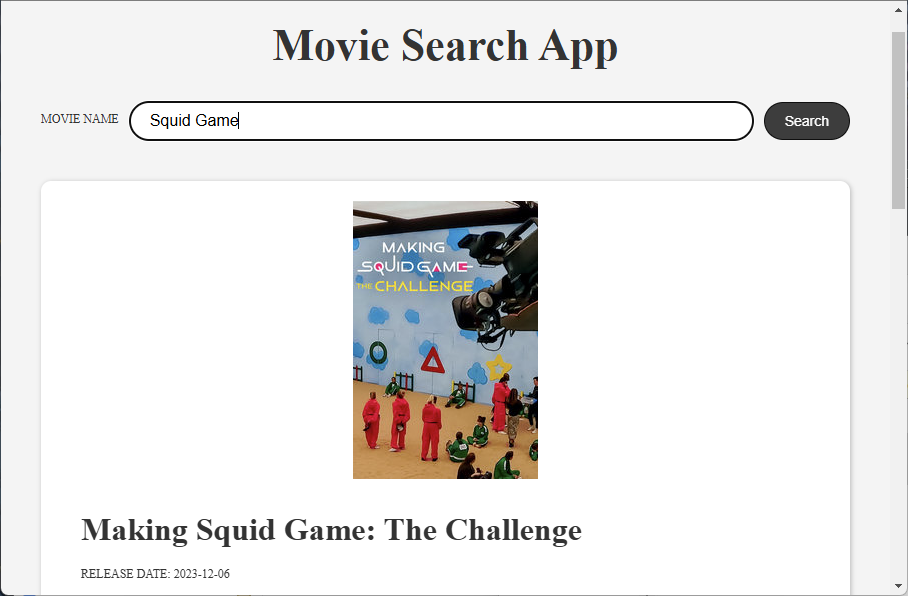 Movie Search App
MOVIE NAME
Squid Game
Search
MAKING
SQUID GAME
THE CHALLENGE
Making Squid Game: The Challenge
RELEASE DATE: 2023-12-06